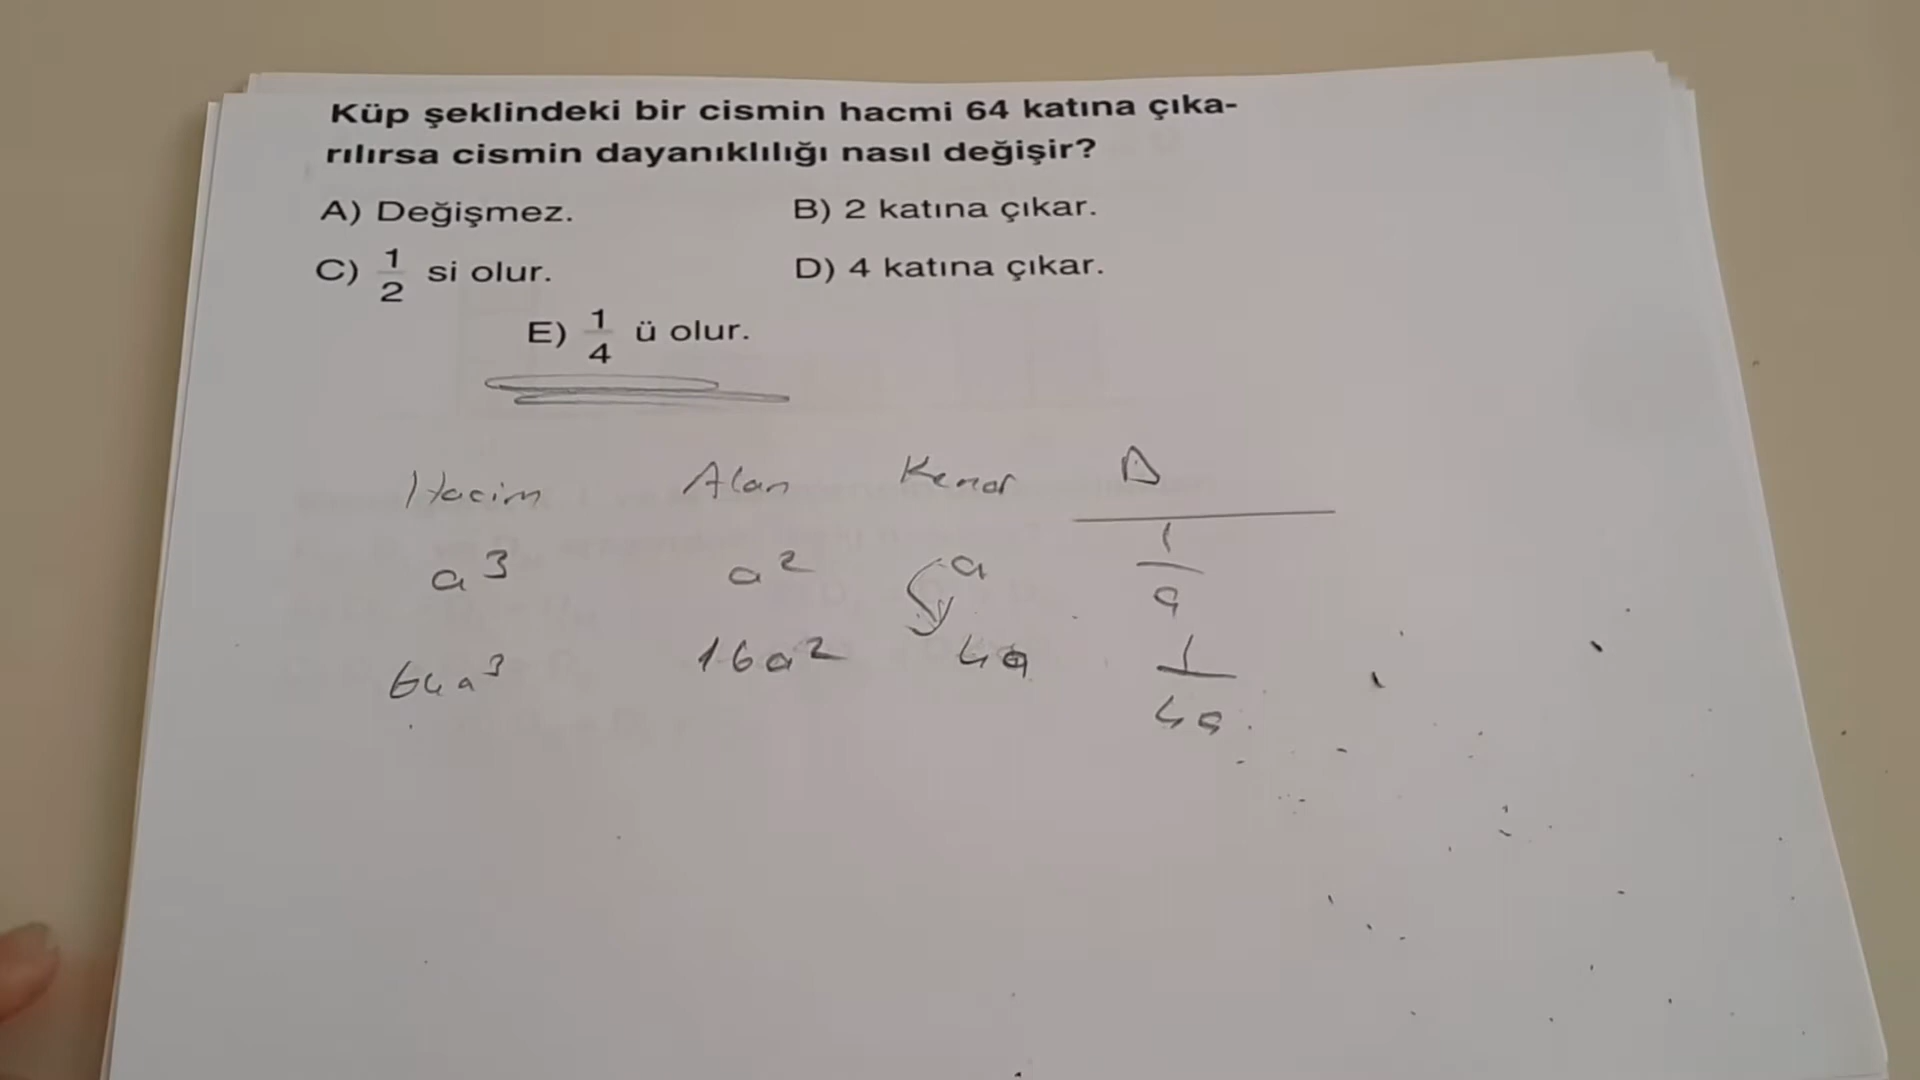 Küp şeklindeki bir cismin hacmi 64 katına çıka-
rılırsa cismin dayanıklılığı nasıl değişir?
A) Değişmez. B) 2 katına çıkar.
C) 1/2 si olur. D) 4 katına çıkar.
E) 1/4 ü olur.
Hacim Alan Kenar D
a³ a² a 1/a
64a³ 16a² 4a 1/4a